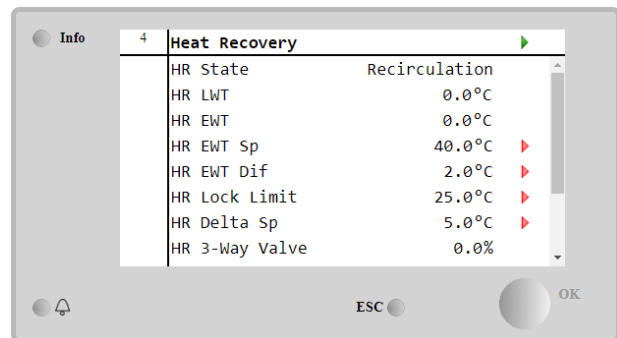 Info
4 Heat Recovery
HR State Recirculation
HR LWT 0.0°C
HR EWT 0.0°C
HR EWT Sp 40.0°C
HR EWT Dif 2.0°C
HR Lock Limit 25.0°C
HR Delta Sp 5.0°C
HR 3-Way Valve 0.0%
ESC
OK